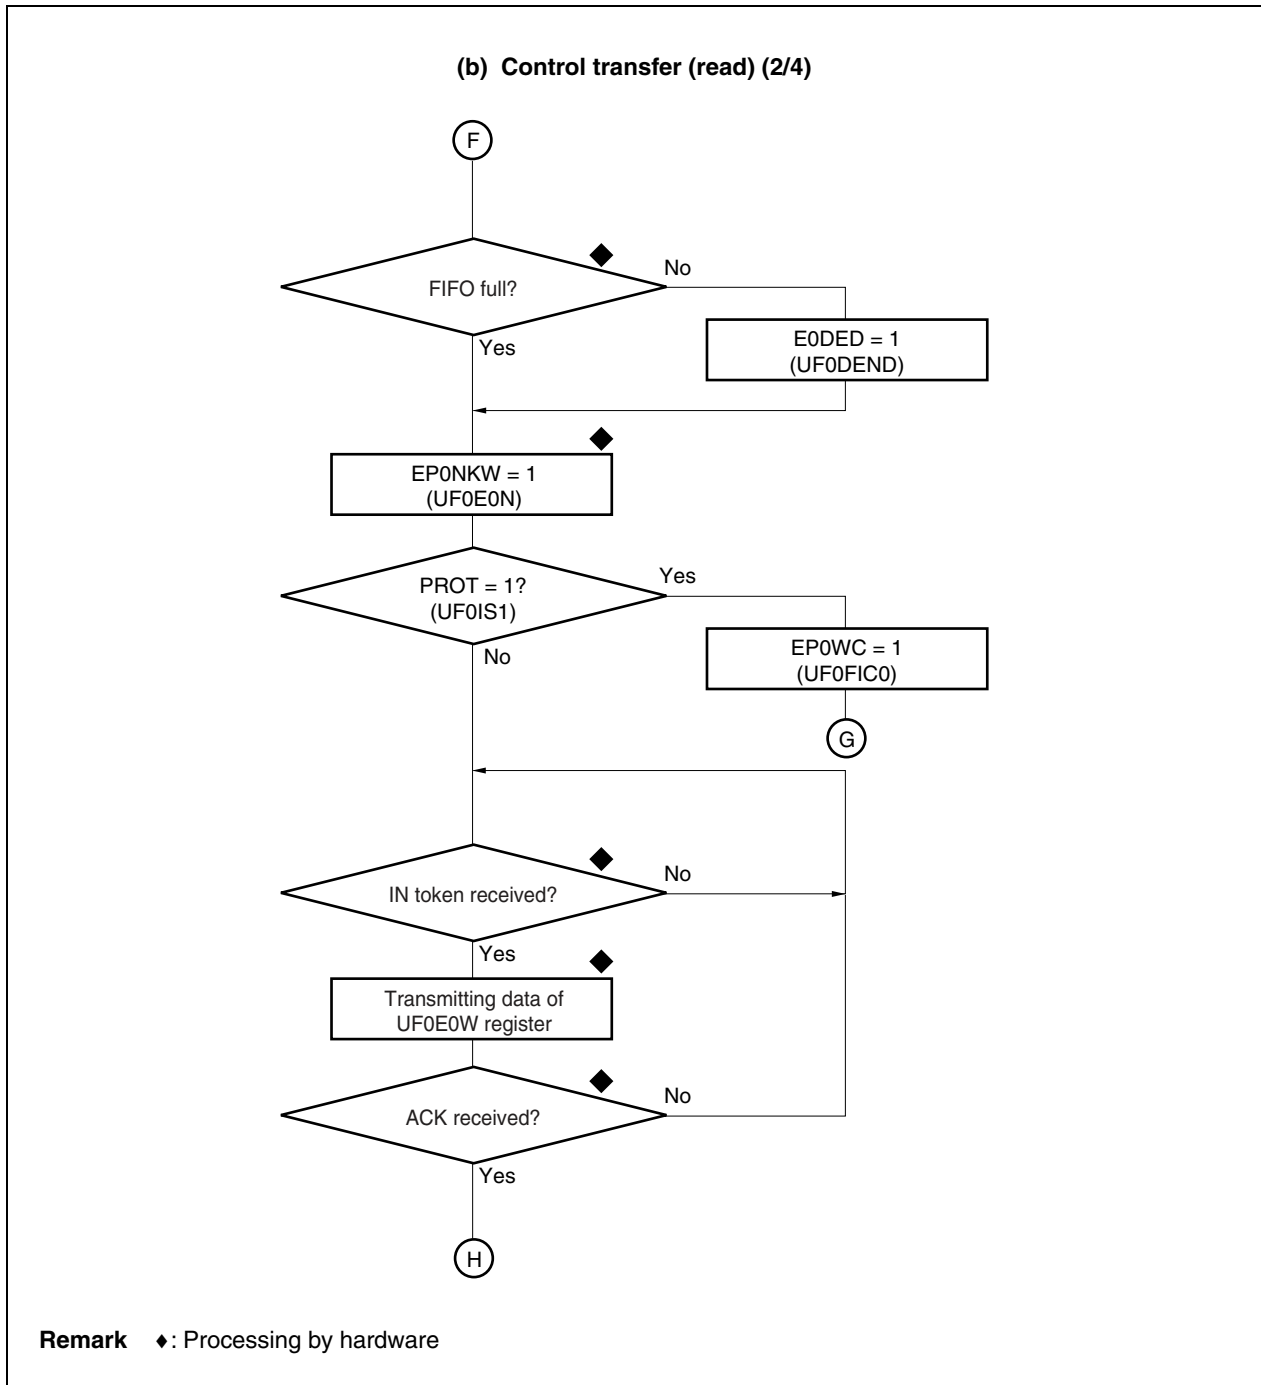 (b) Control transfer (read) (2/4)
F
FIFO full?
No
E0DED = 1
(UF0DEND)
Yes
EP0NKW = 1
(UF0E0N)
PROT = 1?
(UF0IS1)
Yes
EP0WC = 1
(UF0FIC0)
No
G
IN token received?
No
Yes
Transmitting data of
UF0E0W register
ACK received?
No
Yes
H
Remark ♦: Processing by hardware